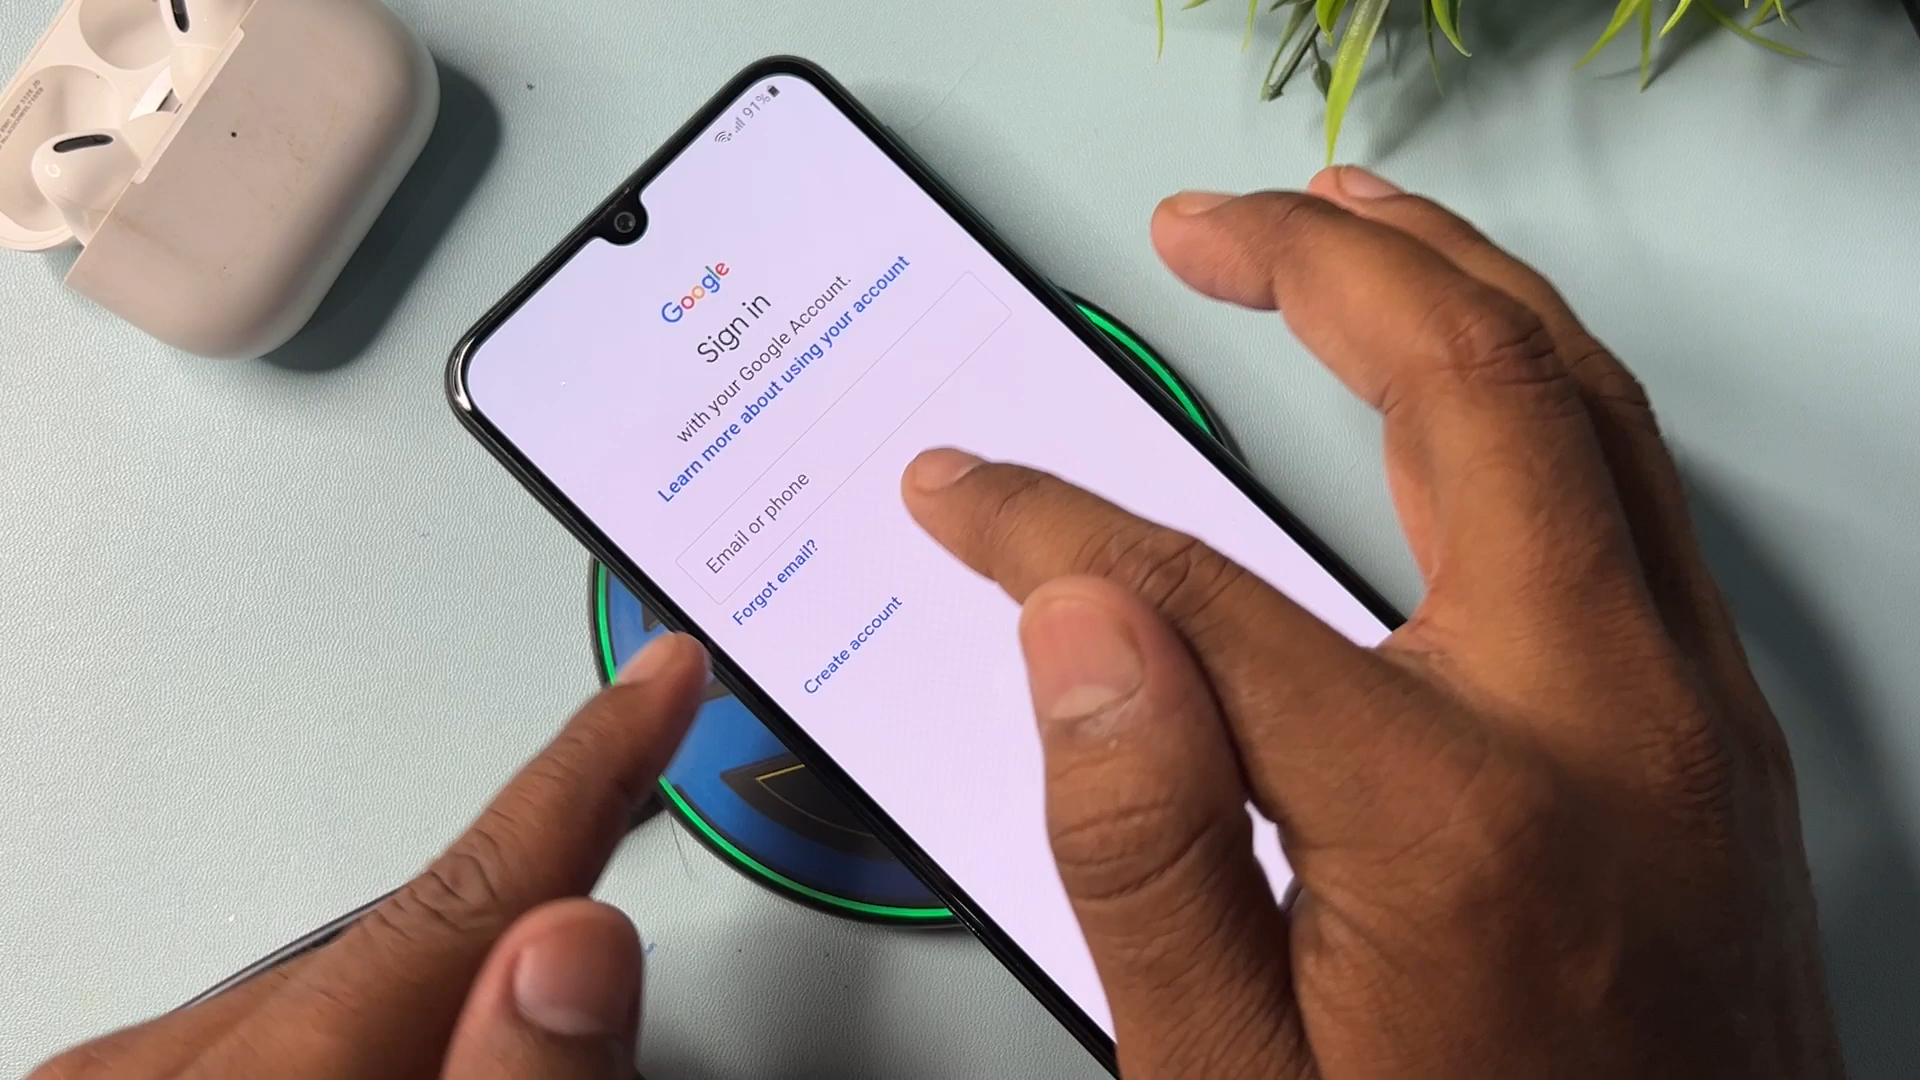 91%
Google
Sign in
with your Google Account.
Learn more about using your account
Email or phone
Forgot email?
Create account